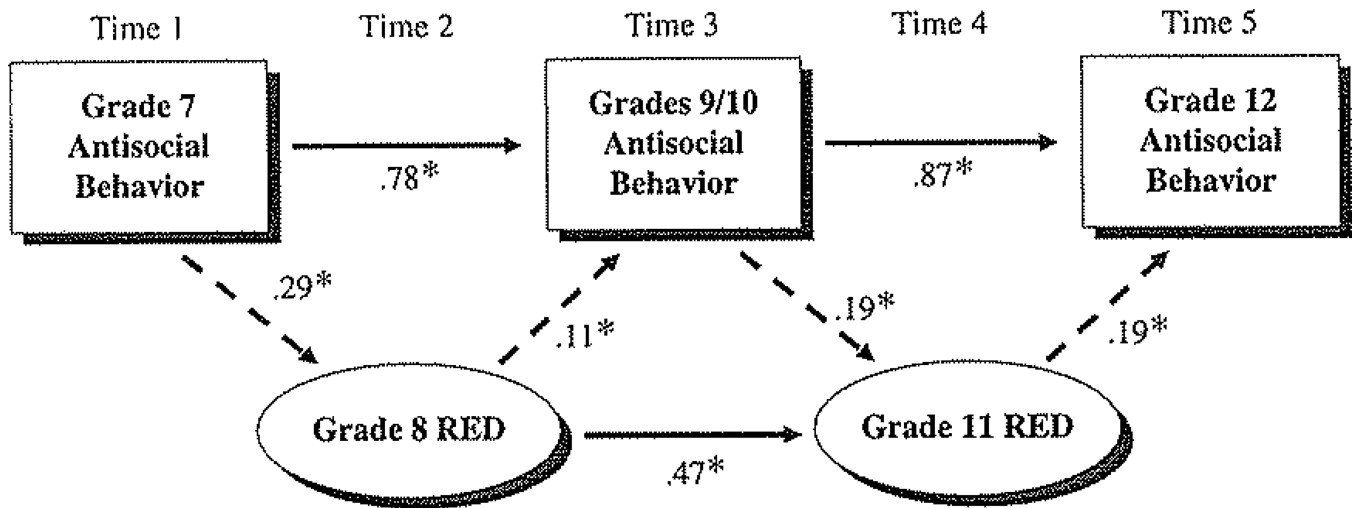 Time 1 Time 2 Time 3 Time 4 Time 5
Grade 7
Antisocial
Behavior
.78*
Grades 9/10
Antisocial
Behavior
.87*
Grade 12
Antisocial
Behavior
.29*
.11*
.19*
.19*
Grade 8 RED
.47*
Grade 11 RED